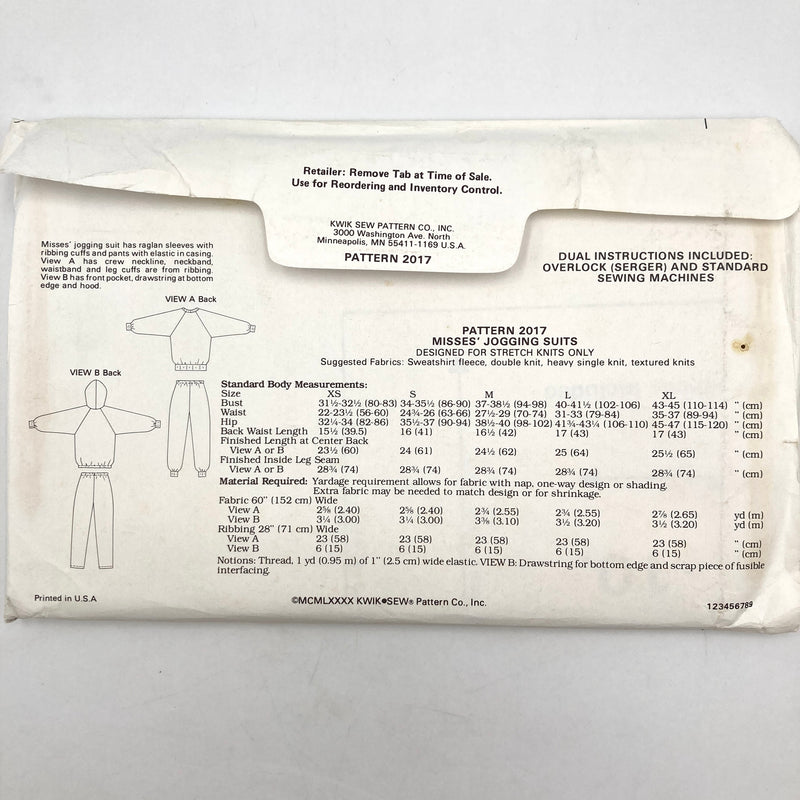 Retailer: Remove Tab at Time of Sale.
Use for Reordering and Inventory Control.
KWIK SEW PATTERN CO., INC.
3000 Washington Ave. North
Minneapolis, MN 55411-1169 U.S.A.
PATTERN 2017
Misses' jogging suit has raglan sleeves with
ribbing cuffs and pants with elastic in casing.
View A has crew neckline, neckband,
waistband and leg cuffs are from ribbing.
View B has front pocket, drawstring at bottom
edge and hood.
DUAL INSTRUCTIONS INCLUDED:
OVERLOCK (SERGER) AND STANDARD
SEWING MACHINES
VIEW A Back
VIEW B Back
PATTERN 2017
MISSES' JOGGING SUITS
DESIGNED FOR STRETCH KNITS ONLY
Suggested Fabrics: Sweatshirt fleece, double knit, heavy single knit, textured knits
Standard Body Measurements:
Size XS S M L XL
Bust 31½-32½ (80-83) 34-35½ (86-90) 37-38½ (94-98) 40-41½ (102-106) 43-45 (110-114) " (cm)
Waist 22-23½ (56-60) 24¾-26 (63-66) 27½-29 (70-74) 31-33 (79-84) 35-37 (89-94) " (cm)
Hip 32¼-34 (82-86) 35½-37 (90-94) 38½-40 (98-102) 41¾-43¼ (106-110) 45-47 (115-120) " (cm)
Back Waist Length 15½ (39.5) 16 (41) 16½ (42) 17 (43) 17 (43) " (cm)
Finished Length at Center Back
View A or B 23½ (60) 24 (61) 24½ (62) 25 (64) 25½ (65) " (cm)
Finished Inside Leg Seam
View A or B 28¾ (74) 28¾ (74) 28¾ (74) 28¾ (74) 28¾ (74) " (cm)
Material Required: Yardage requirement allows for fabric with nap, one-way design or shading.
Extra fabric may be needed to match design or for shrinkage.
Fabric 60" (152 cm) Wide
View A 2⅝ (2.40) 2⅝ (2.40) 2¾ (2.55) 2¾ (2.55) 2⅞ (2.65) yd (m)
View B 3¼ (3.00) 3¼ (3.00) 3⅜ (3.10) 3½ (3.20) 3½ (3.20) yd (m)
Ribbing 28" (71 cm) Wide
View A 23 (58) 23 (58) 23 (58) 23 (58) 23 (58) " (cm)
View B 6 (15) 6 (15) 6 (15) 6 (15) 6 (15) " (cm)
Notions: Thread, 1 yd (0.95 m) of 1" (2.5 cm) wide elastic. VIEW B: Drawstring for bottom edge and scrap piece of fusible
interfacing.
Printed in U.S.A
©MCMLXXXX KWIK•SEW® Pattern Co., Inc.
123456789